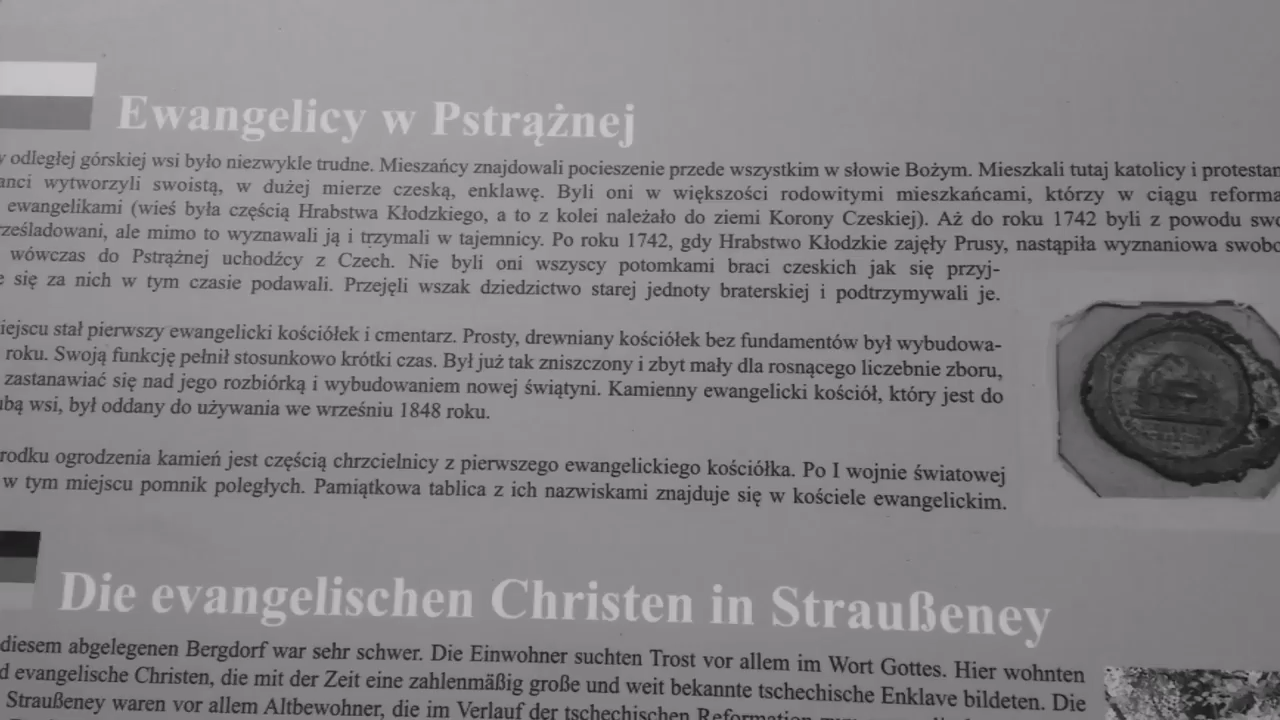 Ewangelicy w Pstrążnej
odległej górskiej wsi było niezwykle trudne. Mieszańcy znajdowali pocieszenie przede wszystkim w słowie Bożym. Mieszkali tutaj katolicy i protestan
anci wytworzyli swoistą, w dużej mierze czeską, enklawę. Byli oni w większości rodowitymi mieszkańcami, którzy w ciągu reforma
ewangelikami (wieś była częścią Hrabstwa Kłodzkiego, a to z kolei należało do ziemi Korony Czeskiej). Aż do roku 1742 byli z powodu swo
ześladowani, ale mimo to wyznawali ją i trzymali w tajemnicy. Po roku 1742, gdy Hrabstwo Kłodzkie zajęły Prusy, nastąpiła wyznaniowa swobo
wówczas do Pstrążnej uchodźcy z Czech. Nie byli oni wszyscy potomkami braci czeskich jak się przyj-
się za nich w tym czasie podawali. Przejęli wszak dziedzictwo starej jednoty braterskiej i podtrzymywali je.
iejscu stał pierwszy ewangelicki kościółek i cmentarz. Prosty, drewniany kościółek bez fundamentów był wybudowa-
roku. Swoją funkcję pełnił stosunkowo krótki czas. Był już tak zniszczony i zbyt mały dla rosnącego liczebnie zboru,
zastanawiać się nad jego rozbiórką i wybudowaniem nowej świątyni. Kamienny ewangelicki kościół, który jest do
ubą wsi, był oddany do używania we wrześniu 1848 roku.
rodku ogrodzenia kamień jest częścią chrzcielnicy z pierwszego ewangelickiego kościółka. Po I wojnie światowej
w tym miejscu pomnik poległych. Pamiątkowa tablica z ich nazwiskami znajduje się w kościele ewangelickim.
Die evangelischen Christen in Straußeney
diesem abgelegenen Bergdorf war sehr schwer. Die Einwohner suchten Trost vor allem im Wort Gottes. Hier wohnten
d evangelische Christen, die mit der Zeit eine zahlenmäßig große und weit bekannte tschechische Enklave bildeten. Die
Straußeney waren vor allem Altbewohner, die im Verlauf der tschechischen Reformation